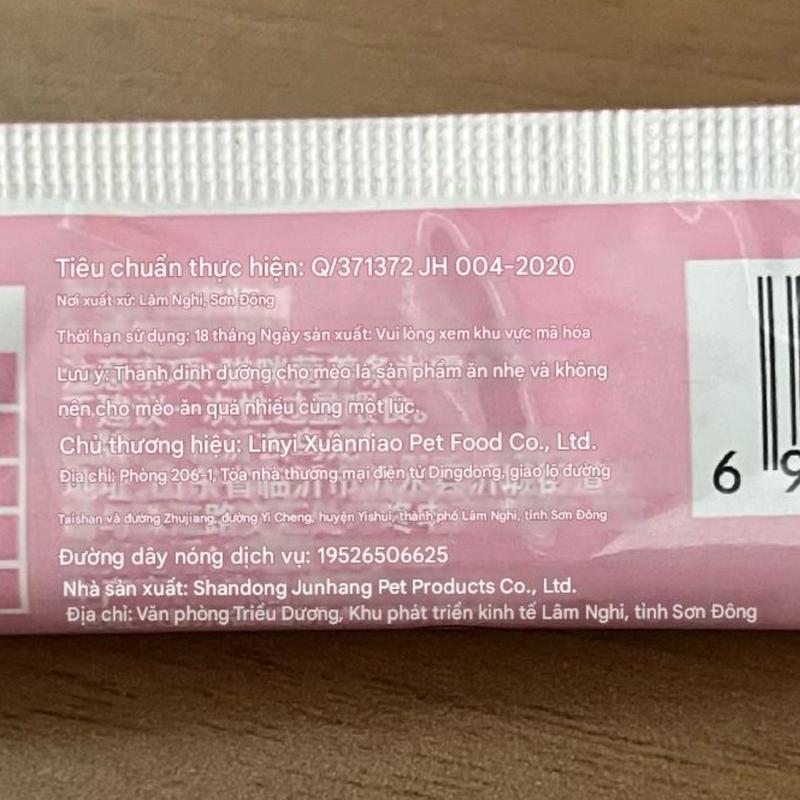 Tiêu chuẩn thực hiện: Q/371372 JH 004-2020
Nơi xuất xứ: Lâm Nghi, Sơn Đông
Thời hạn sử dụng: 18 tháng Ngày sản xuất: Vui lòng xem khu vực mã hóa
Lưu ý: Thanh dinh dưỡng cho mèo là sản phẩm ăn nhẹ và không
nên cho mèo ăn quá nhiều cùng một lúc.
Chủ thương hiệu: Linyi Xuânniao Pet Food Co., Ltd.
Địa chỉ: Phòng 206-1, Tòa nhà thương mại điện tử Dingdong, giao lộ đường
Taishan và đường Zhujiang, đường Yi Cheng, huyện Yishui, thành phố Lâm Nghi, tỉnh Sơn Đông
Đường dây nóng dịch vụ: 19526506625
Nhà sản xuất: Shandong Junhang Pet Products Co., Ltd.
Địa chỉ: Văn phòng Triều Dương, Khu phát triển kinh tế Lâm Nghi, tỉnh Sơn Đông
6 9